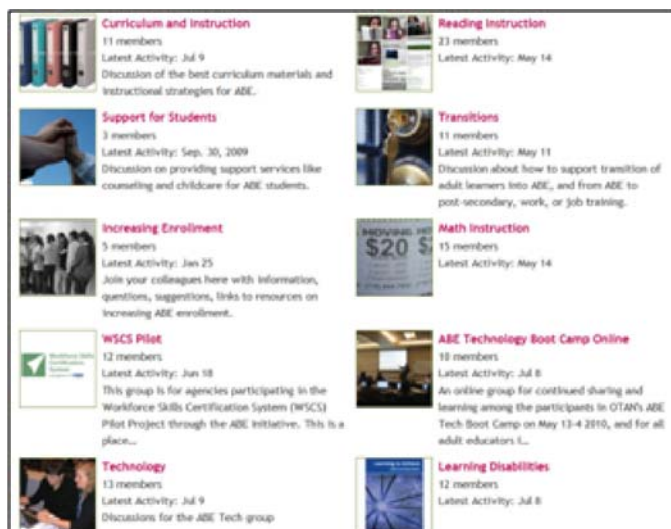 Curriculum and Instruction
11 members
Latest Activity: Jul 9
Discussion of the best curriculum materials and
instructional strategies for ABE.
Support for Students
3 members
Latest Activity: Sep. 30, 2009
Discussion on providing support services like
counseling and childcare for ABE students.
Increasing Enrollment
5 members
Latest Activity: Jan 25
Join your colleagues here with information,
questions, suggestions, links to resources on
increasing ABE enrollment.
WSCS Pilot
12 members
Latest Activity: Jun 18
This group is for agencies participating in the
Workforce Skills Certification System (WSCS)
Pilot Project through the ABE Initiative. This is a
place...
Workforce Skills
Certification
System
Technology
13 members
Latest Activity: Jul 9
Discussions for the ABE Tech group
Reading Instruction
23 members
Latest Activity: May 14
Transitions
11 members
Latest Activity: May 11
Discussion about how to support transition of
adult learners into ABE, and from ABE to
post-secondary, work, or job training.
Math Instruction
15 members
Latest Activity: May 14
MOVING
$20
ABE Technology Boot Camp Online
10 members
Latest Activity: Jul 8
An online group for continued sharing and
learning among the participants in OTAN's ABE
Tech Boot Camp on May 13-4 2010, and for all
adult educators i...
Learning Disabilities
12 members
Latest Activity: Jul 8